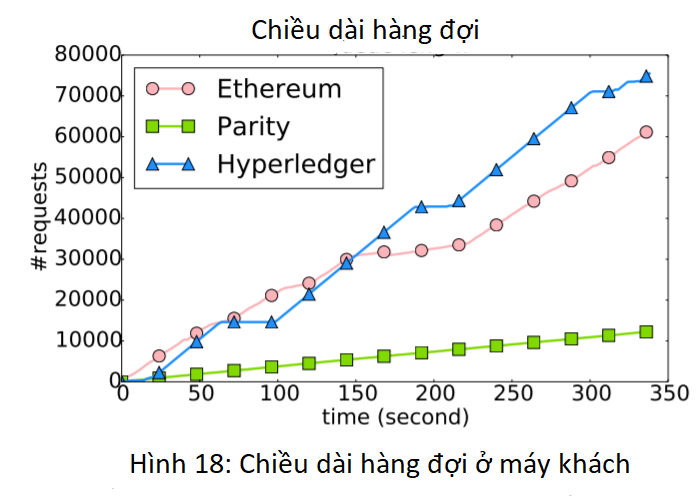 Chiều dài hàng đợi
80000
70000
60000
50000
40000
30000
20000
10000
0
#requests
Ethereum
Parity
Hyperledger
0 50 100 150 200 250 300 350
time (second)
Hình 18: Chiều dài hàng đợi ở máy khách